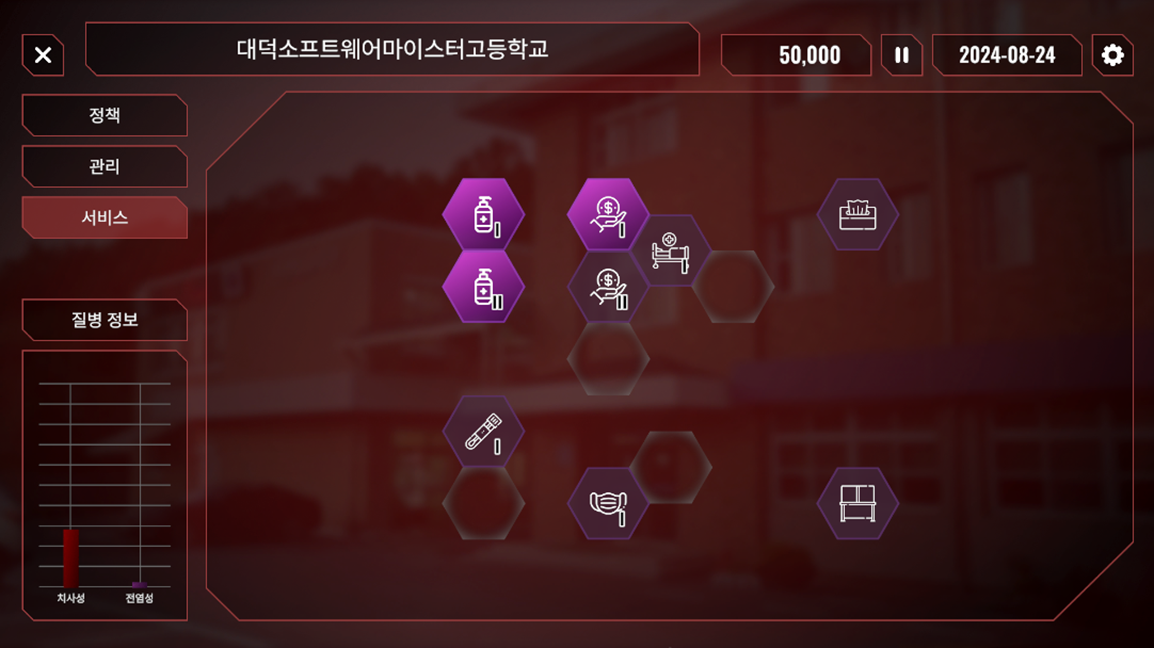 대덕소프트웨어마이스터고등학교
50,000
2024-08-24
정책
관리
서비스
질병 정보
치사성
전염성